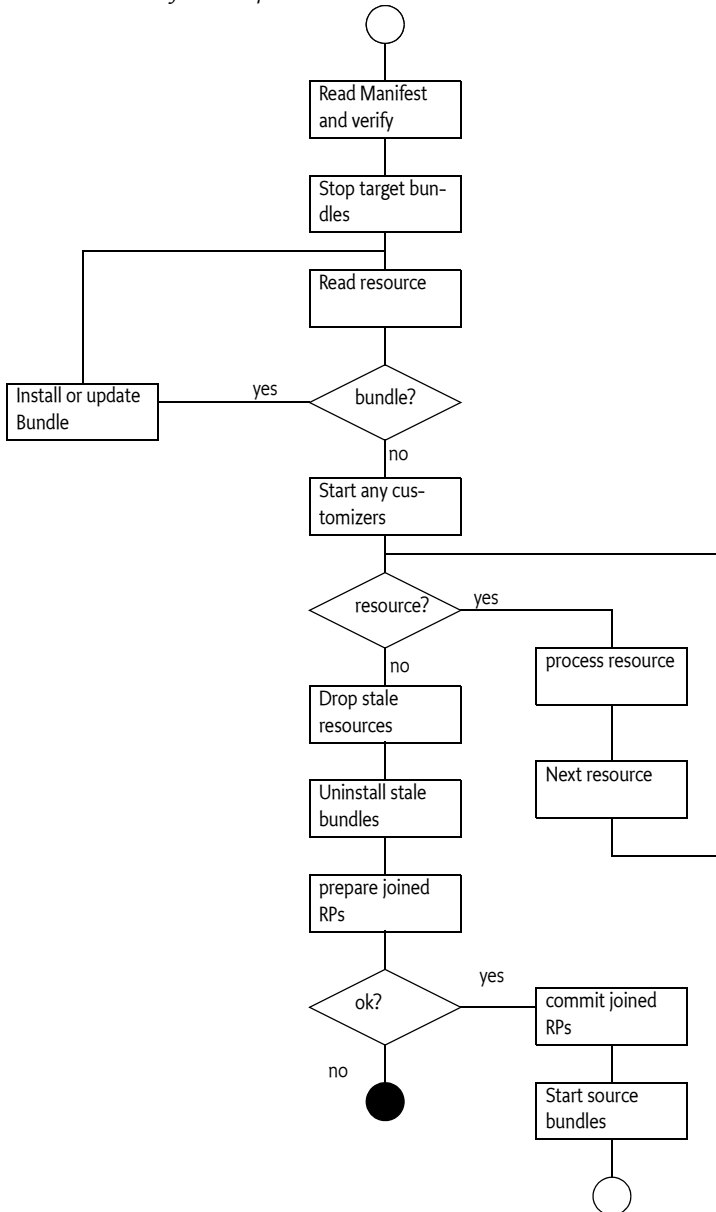 Read Manifest
and verify
Stop target bun-
dles
Read resource
Install or update
Bundle
yes
bundle?
no
Start any cus-
tomizers
resource?
yes
no
process resource
Drop stale
resources
Next resource
Uninstall stale
bundles
prepare joined
RPs
ok?
yes
commit joined
RPs
no
Start source
bundles